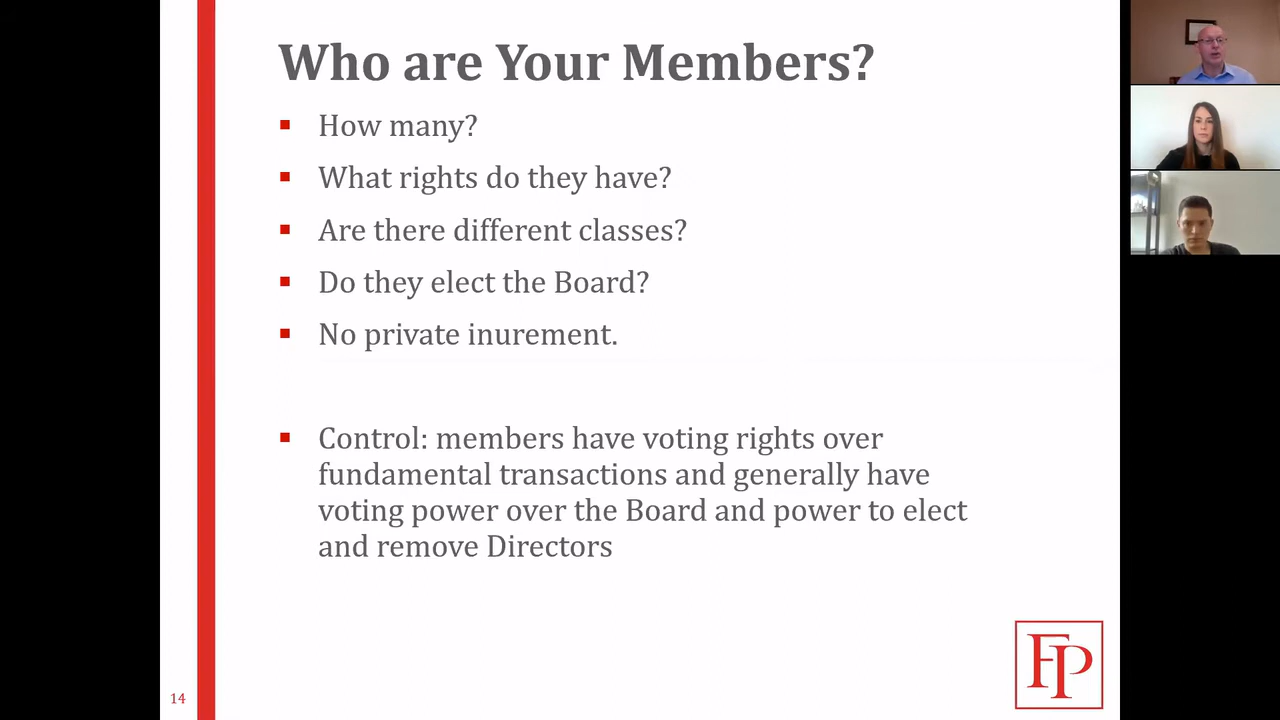 Who are Your Members?
▪ How many?
▪ What rights do they have?
▪ Are there different classes?
▪ Do they elect the Board?
▪ No private inurement.
▪ Control: members have voting rights over
fundamental transactions and generally have
voting power over the Board and power to elect
and remove Directors
FP
14